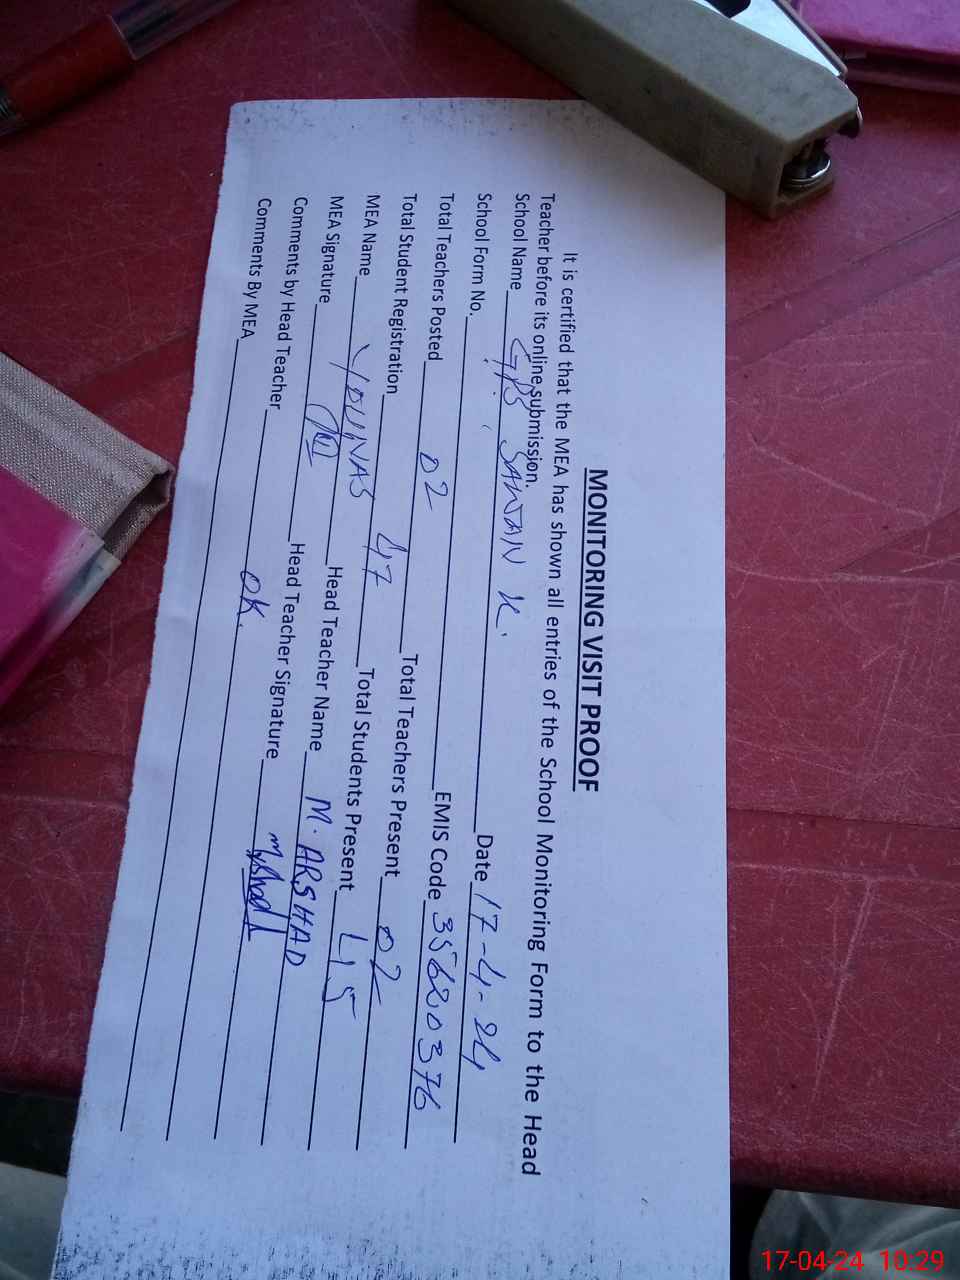 MONITORING VISIT PROOF
It is certified that the MEA has shown all entries of the School Monitoring Form to the Head
Teacher before its online submission.
School Name GPS SAWAN K.
School Form No. Date 17-4-24
Total Teachers Posted 02 EMIS Code 35620376
Total Student Registration 47 Total Teachers Present 02
MEA Name YOUNAS Total Students Present 45
MEA Signature Head Teacher Name M. ARSHAD
Comments by Head Teacher Head Teacher Signature
Comments By MEA OK.
17-04-24 10:29